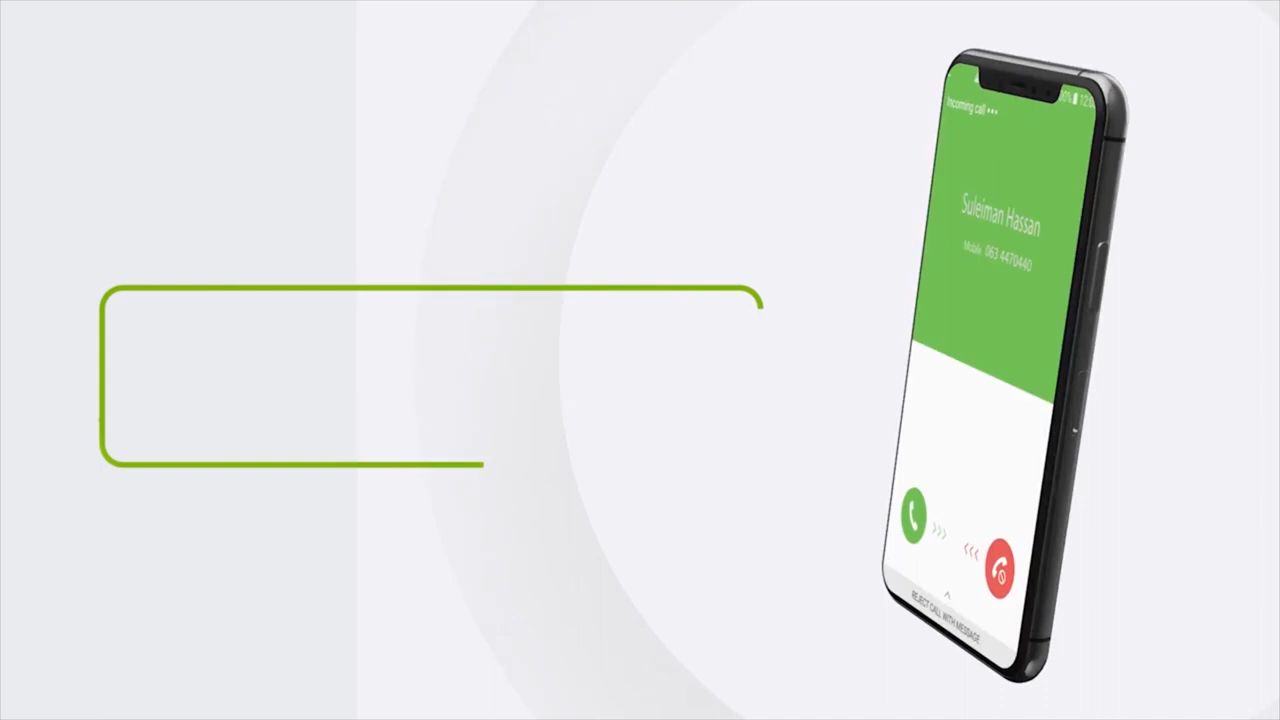 Incoming call •••
Suleiman Hassan
Mobile 063 4470440
REJECT CALL WITH MESSAGE